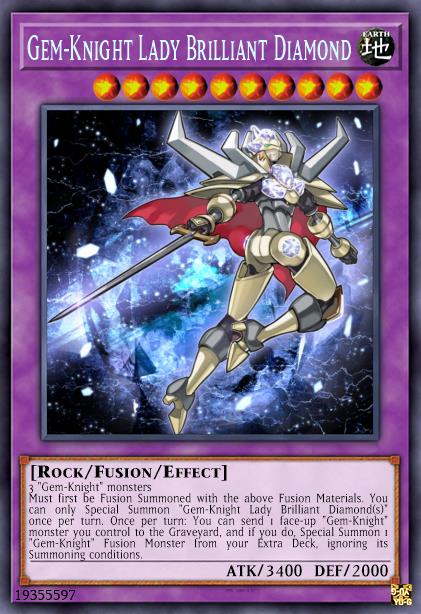 GEM-KNIGHT LADY BRILLIANT DIAMOND
EARTH
地
[ROCK/FUSION/EFFECT]
3 "Gem-Knight" monsters
Must first be Fusion Summoned with the above Fusion Materials. You
can only Special Summon "Gem-Knight Lady Brilliant Diamond(s)"
once per turn. Once per turn: You can send 1 face-up "Gem-Knight"
monster you control to the Graveyard, and if you do, Special Summon 1
"Gem-Knight" Fusion Monster from your Extra Deck, ignoring its
Summoning conditions.
ATK/3400 DEF/2000
19355597